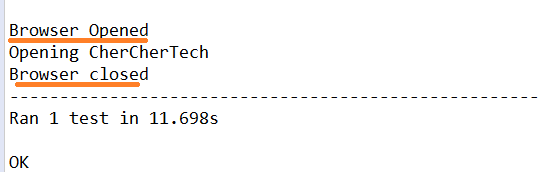 Browser Opened
Opening CherCherTech
Browser closed
----------------------------------------------------------------------
Ran 1 test in 11.698s
OK